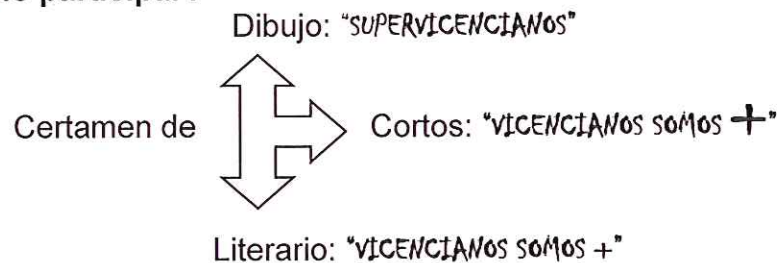 Dibujo: "SUPERVICENCIANOS"
Certamen de
Cortos: "VICENCIANOS SOMOS +"
Literario: "VICENCIANOS SOMOS +"